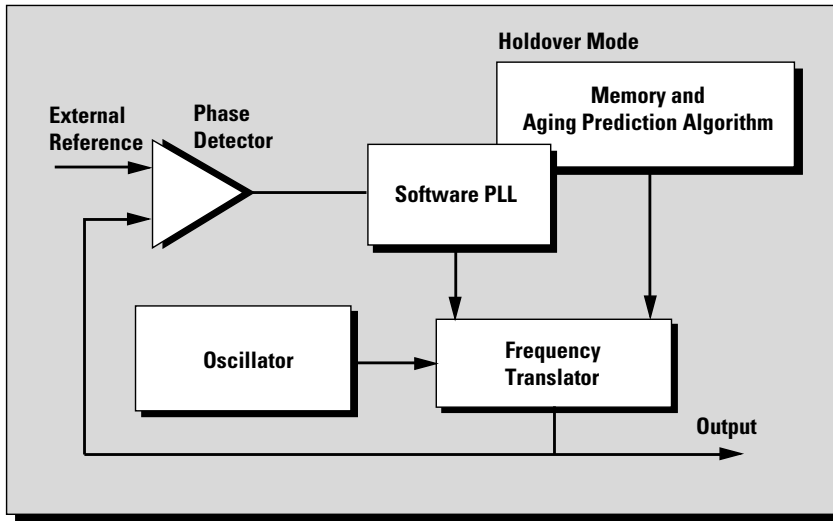 Holdover Mode
Memory and
Aging Prediction Algorithm
External
Reference
Phase
Detector
Software PLL
Oscillator
Frequency
Translator
Output